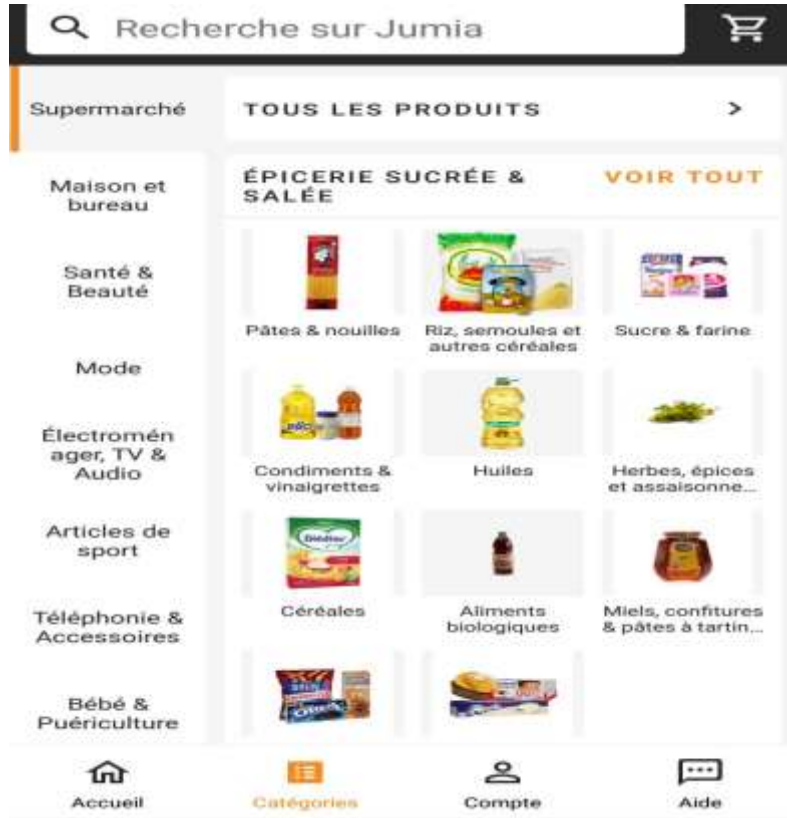 Recherche sur Jumia
Supermarché
Maison et
bureau
Santé &
Beauté
Mode
Électromén
ager, TV &
Audio
Articles de
sport
Téléphonie &
Accessoires
Bébé &
Puériculture
TOUS LES PRODUITS >
ÉPICERIE SUCRÉE &
SALÉE
VOIR TOUT
Pâtes & nouilles
Riz, semoules et
autres céréales
Sucre & farine
Condiments &
vinaigrettes
Huiles
Herbes, épices
et assaisonne...
Céréales
Aliments
biologiques
Miels, confitures
& pâtes à tartin...
Accueil
Catégories
Compte
Aide